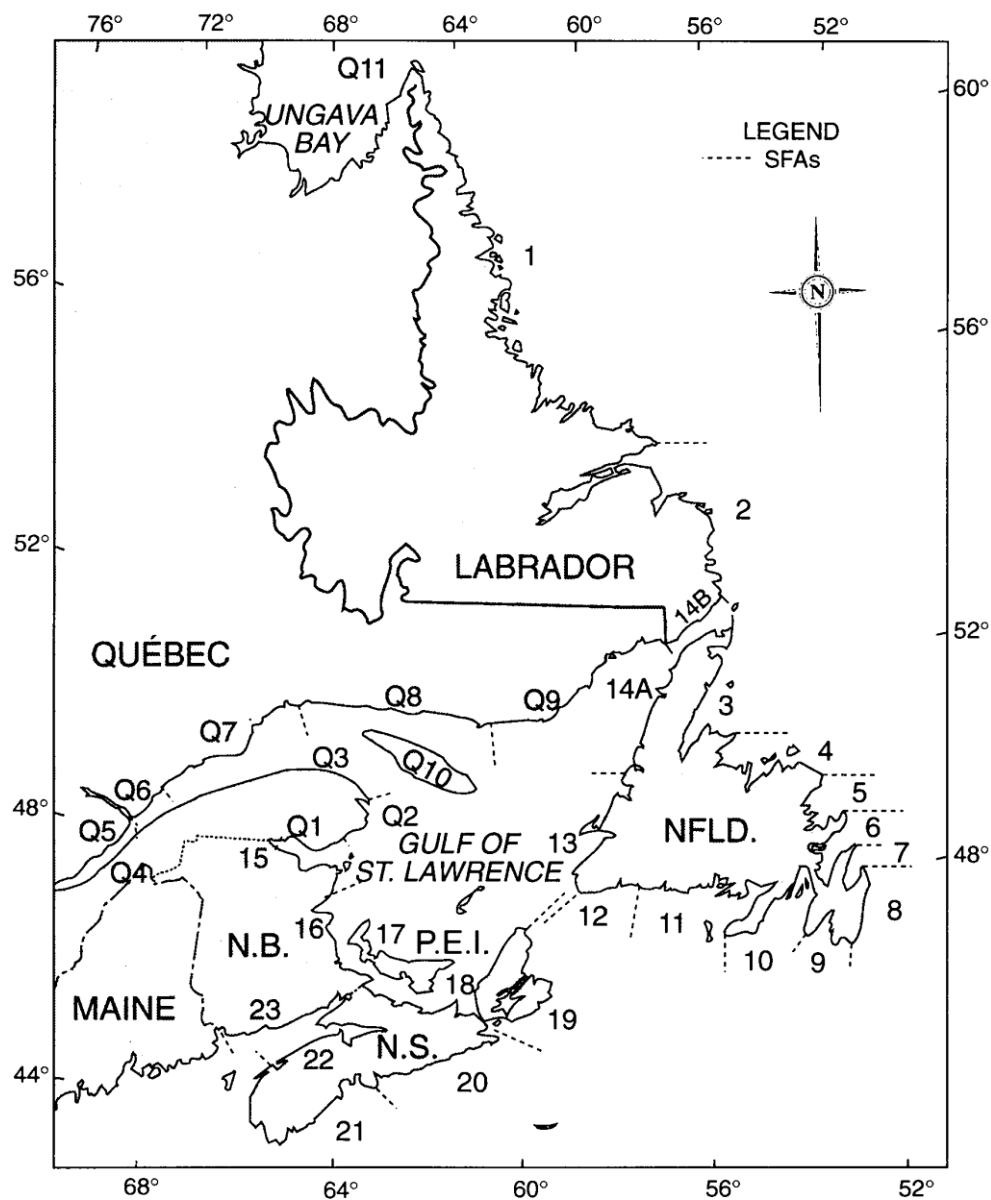 76° 72° 68° 64° 60° 56° 52°
Q11
60°
UNGAVA
BAY
LEGEND
SFAs
1
N
56°
56°
2
52°
LABRADOR
14B
52°
QUÉBEC
14A
Q8
Q9
3
Q7
Q3
Q10
4
Q6
5
48°
Q2
Q5
Q1
6
NFLD.
13
GULF OF
ST. LAWRENCE
15
7
48°
Q4
12
11
8
16
17
P.E.I.
N.B.
10
9
18
MAINE
23
19
N.S.
22
20
44°
44°
21
68° 64° 60° 56° 52°